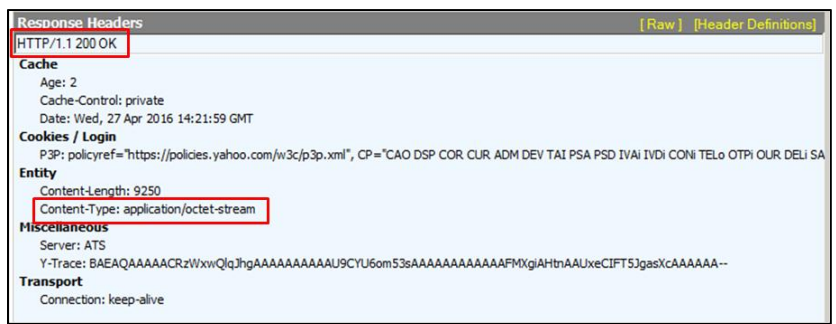 Response Headers [ Raw ] [Header Definitions]
HTTP/1.1 200 OK
Cache
Age: 2
Cache-Control: private
Date: Wed, 27 Apr 2016 14:21:59 GMT
Cookies / Login
P3P: policyref="https://policies.yahoo.com/w3c/p3p.xml", CP="CAO DSP COR CUR ADM DEV TAI PSA PSD IVAi IVDi CONi TELo OTPi OUR DELi SA
Entity
Content-Length: 9250
Content-Type: application/octet-stream
Miscellaneous
Server: ATS
Y-Trace: BAEAQAAAAACRzWxwQlqJhgAAAAAAAAAAU9CYU6om53sAAAAAAAAAAAAFMXgiAHtnAAUxeCIFT5JgasXcAAAAAA--
Transport
Connection: keep-alive